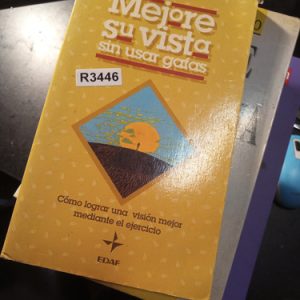 Mejore
su vista
sin usar gafas
R3446
Cómo lograr una visión mejor
mediante el ejercicio
EDAF